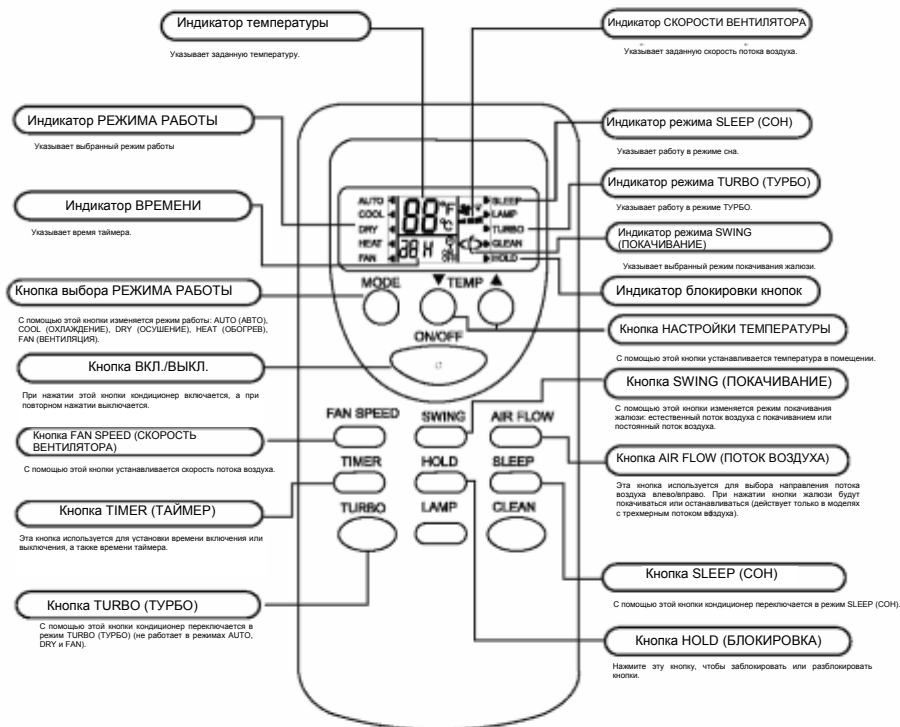 Индикатор температуры
Указывает заданную температуру.
Индикатор СКОРОСТИ ВЕНТИЛЯТОРА
Указывает заданную скорость потока воздуха.
Индикатор РЕЖИМА РАБОТЫ
Указывает выбранный режим работы
Индикатор ВРЕМЕНИ
Указывает время таймера.
Кнопка выбора РЕЖИМА РАБОТЫ
С помощью этой кнопки изменяется режим работы: AUTO (АВТО),
COOL (ОХЛАЖДЕНИЕ), DRY (ОСУШЕНИЕ), HEAT (ОБОГРЕВ),
FAN (ВЕНТИЛЯЦИЯ).
Кнопка ВКЛ./ВЫКЛ.
При нажатии этой кнопки кондиционер включается, а при
повторном нажатии выключается.
Кнопка FAN SPEED (СКОРОСТЬ
ВЕНТИЛЯТОРА)
С помощью этой кнопки устанавливается скорость потока воздуха.
Кнопка TIMER (ТАЙМЕР)
Эта кнопка используется для установки времени включения или
выключения, а также времени таймера.
Кнопка TURBO (ТУРБО)
С помощью этой кнопки кондиционер переключается в
режим TURBO (ТУРБО) (не работает в режимах AUTO,
DRY и FAN).
AUTO
COOL
DRY
HEAT
FAN
88 °F
°C
88 H
ON
OFF
SLEEP
LAMP
TURBO
CLEAN
HOLD
MODE
▼ TEMP ▲
ON/OFF
FAN SPEED SWING AIR FLOW
TIMER HOLD SLEEP
TURBO LAMP CLEAN
Индикатор режима SLEEP (СОН)
Указывает работу в режиме сна.
Индикатор режима TURBO (ТУРБО)
Указывает работу в режиме ТУРБО.
Индикатор режима SWING
(ПОКАЧИВАНИЕ)
Указывает выбранный режим покачивания жалюзи.
Индикатор блокировки кнопок
Кнопка НАСТРОЙКИ ТЕМПЕРАТУРЫ
С помощью этой кнопки устанавливается температура в помещении.
Кнопка SWING (ПОКАЧИВАНИЕ)
С помощью этой кнопки изменяется режим покачивания
жалюзи: естественный поток воздуха с покачиванием или
постоянный поток воздуха.
Кнопка AIR FLOW (ПОТОК ВОЗДУХА)
Эта кнопка используется для выбора направления потока
воздуха влево/вправо. При нажатии кнопки жалюзи будут
покачиваться или останавливаться (действует только в моделях
с трехмерным потоком воздуха).
Кнопка SLEEP (СОН)
С помощью этой кнопки кондиционер переключается в режим SLEEP (СОН).
Кнопка HOLD (БЛОКИРОВКА)
Нажмите эту кнопку, чтобы заблокировать или разблокировать
кнопки.